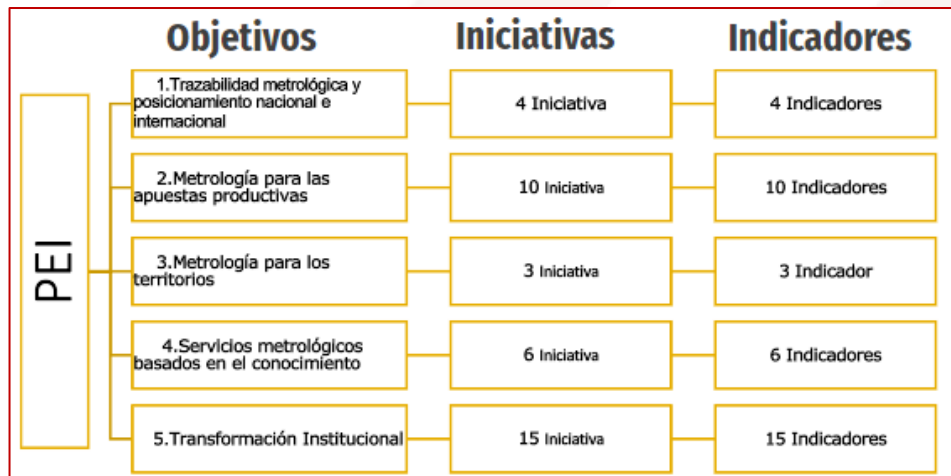 Objetivos Iniciativas Indicadores
PEI
1.Trazabilidad metrológica y
posicionamiento nacional e
internacional
4 Iniciativa
4 Indicadores
2.Metrología para las
apuestas productivas
10 Iniciativa
10 Indicadores
3.Metrología para los
territorios
3 Iniciativa
3 Indicador
4.Servicios metrológicos
basados en el conocimiento
6 Iniciativa
6 Indicadores
5.Transformación Institucional
15 Iniciativa
15 Indicadores